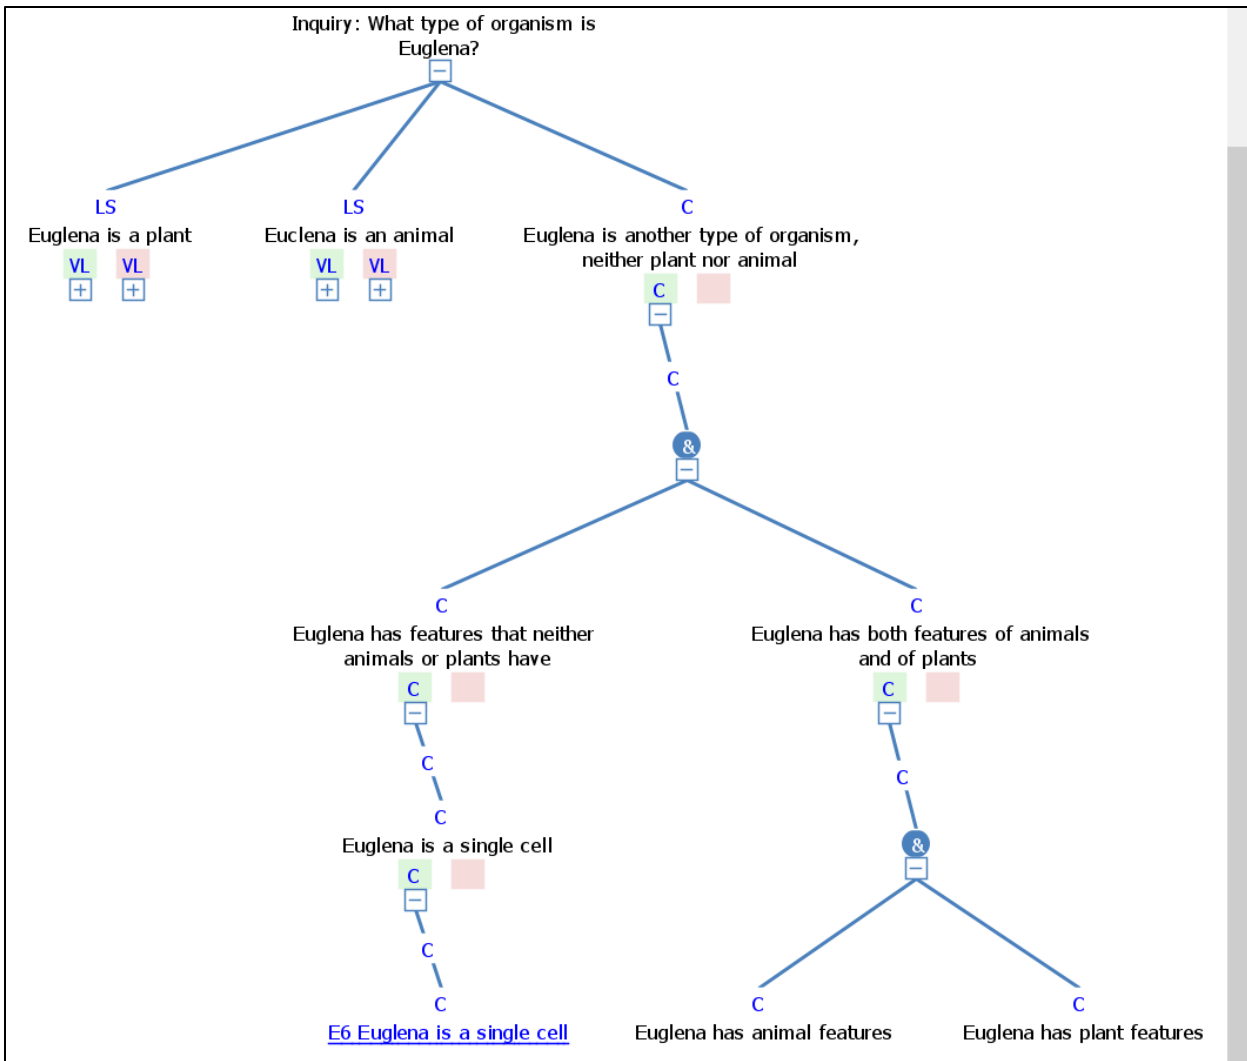 Inquiry: What type of organism is
Euglena?
LS
LS
C
Euglena is a plant
Euclena is an animal
Euglena is another type of organism,
neither plant nor animal
VL VL
VL VL
C
C
&
C
C
Euglena has features that neither
animals or plants have
Euglena has both features of animals
and of plants
C
C
C
C
C
Euglena is a single cell
&
C
C
C
C
C
E6 Euglena is a single cell
Euglena has animal features
Euglena has plant features